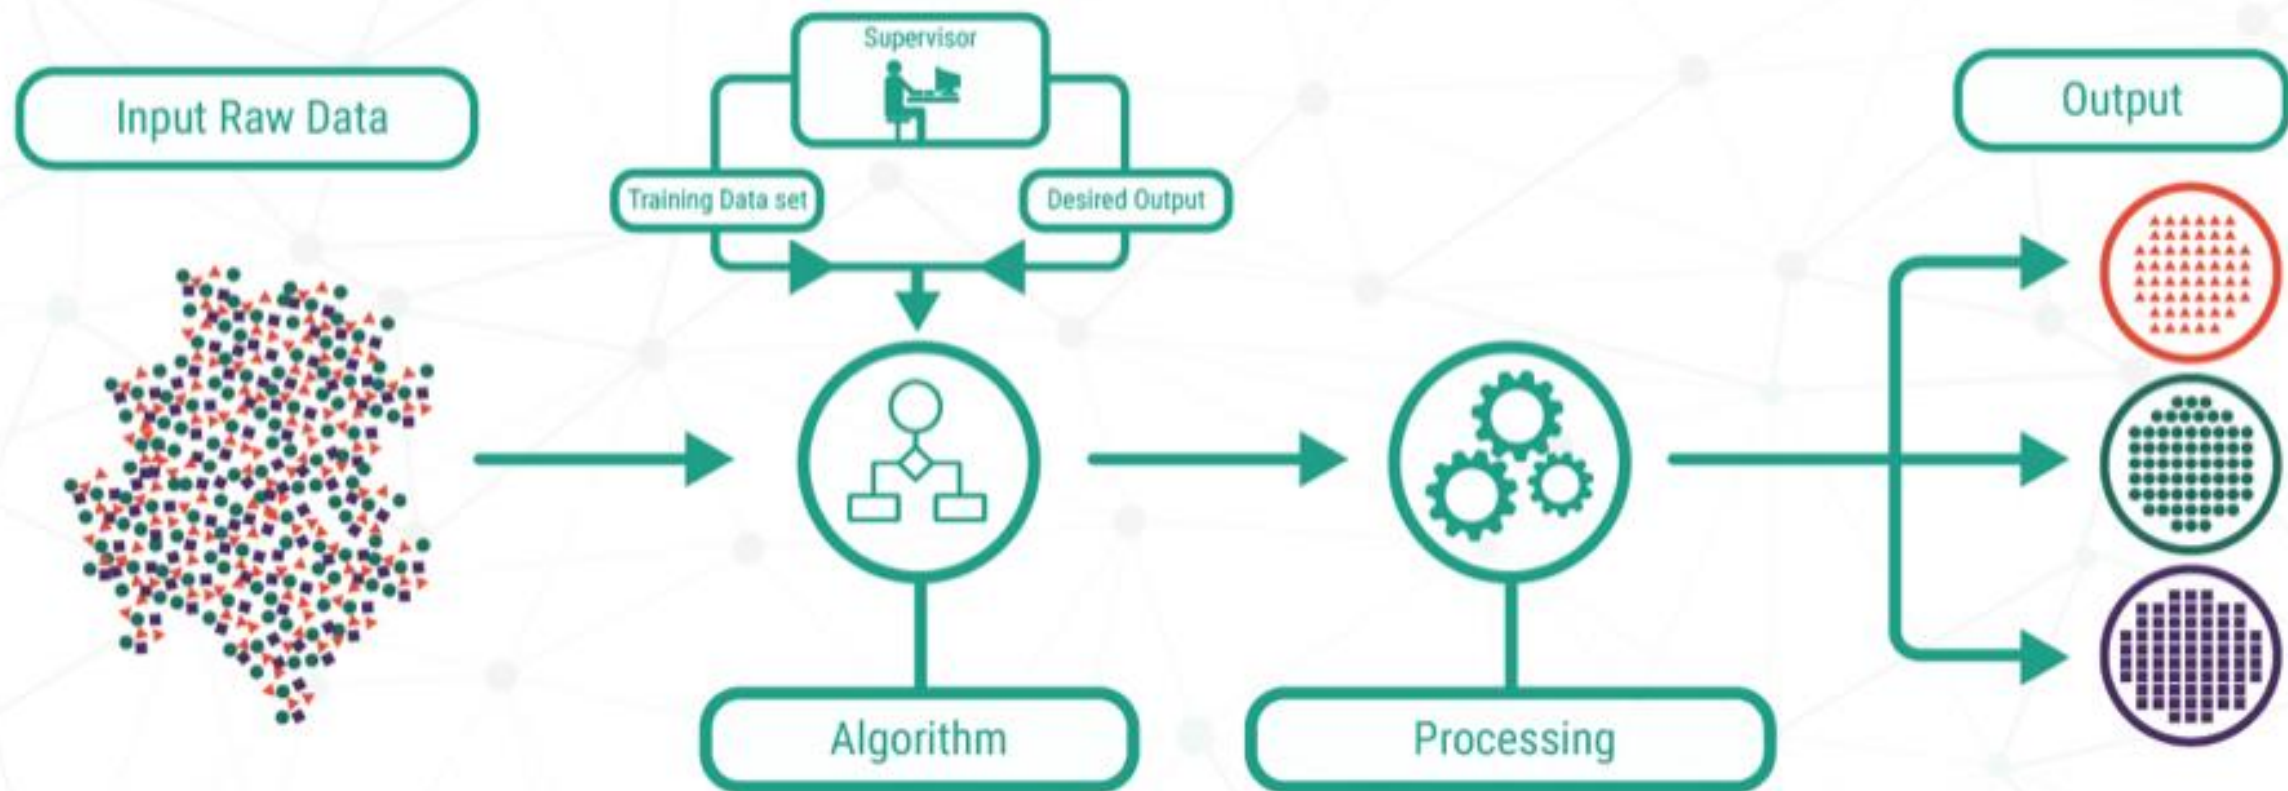 Supervisor
Input Raw Data
Output
Training Data set
Desired Output
Algorithm
Processing